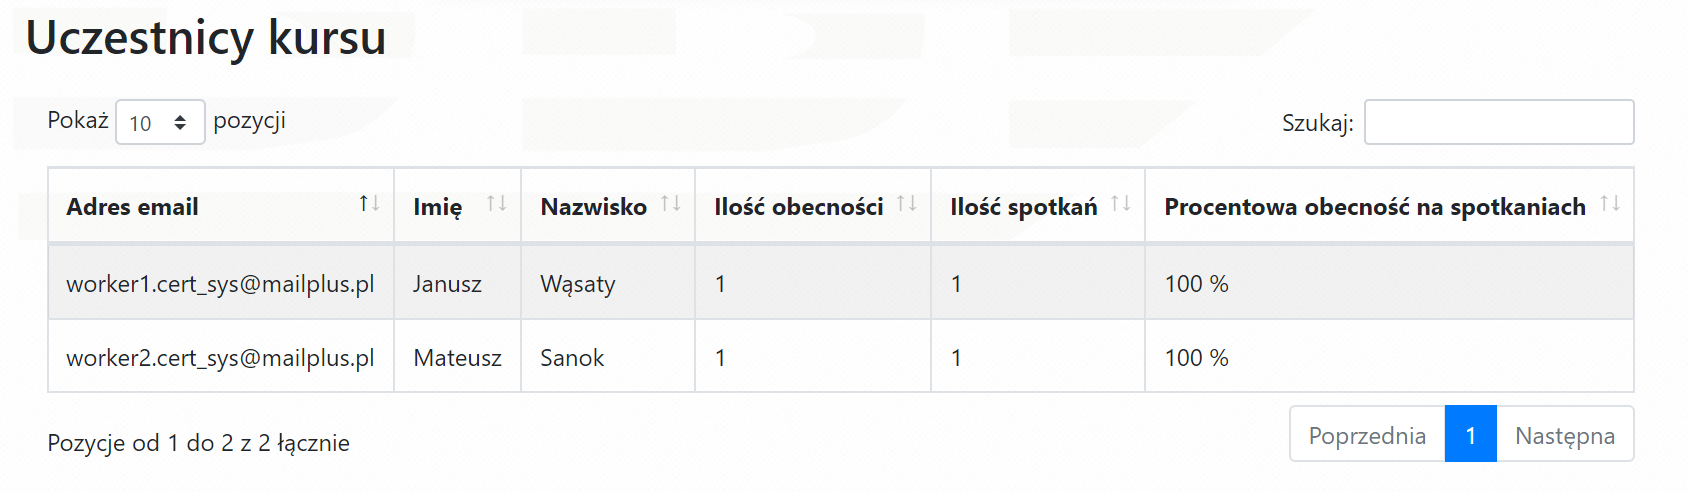 Uczestnicy kursu
Pokaż 10 pozycji Szukaj:
Adres email Imię Nazwisko Ilość obecności Ilość spotkań Procentowa obecność na spotkaniach
worker1.cert_sys@mailplus.pl Janusz Wąsaty 1 1 100 %
worker2.cert_sys@mailplus.pl Mateusz Sanok 1 1 100 %
Pozycje od 1 do 2 z 2 łącznie Poprzednia 1 Następna